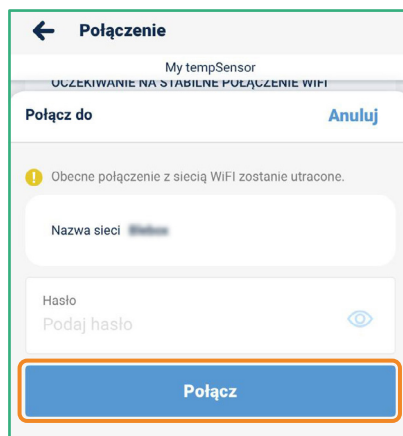 Połączenie
My tempSensor
OCZEKIWANIE NA STABILNE POŁĄCZENIE WIFI
Połącz do
Anuluj
Obecne połączenie z siecią WiFI zostanie utracone.
Nazwa sieci
Hasło
Podaj hasło
Połącz